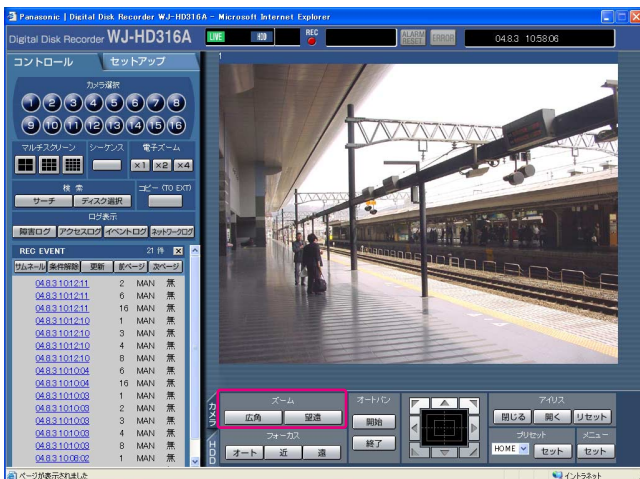 Panasonic | Digital Disk Recorder WJ-HD316A - Microsoft Internet Explorer
Digital Disk Recorder WJ-HD316A
LIVE HDD REC ALARM RESET ERROR 04.8.3 10:58:06
コントロール セットアップ
1
カメラ選択
1 2 3 4 5 6 7 8
9 10 11 12 13 14 15 16
マルチスクリーン シーケンス 電子ズーム
×1 ×2 ×4
検 索 コピー (TO EXT)
サーチ ディスク選択
ログ表示
障害ログ アクセスログ イベントログ ネットワークログ
REC EVENT 21 件
サムネール 条件解除 更新 前ページ 次ページ
04.8.3 10:12:11 2 MAN 無
04.8.3 10:12:11 6 MAN 無
04.8.3 10:12:11 16 MAN 無
04.8.3 10:12:10 1 MAN 無
04.8.3 10:12:10 3 MAN 無
04.8.3 10:12:10 4 MAN 無
04.8.3 10:12:10 8 MAN 無
04.8.3 10:10:04 6 MAN 無
04.8.3 10:10:04 16 MAN 無
04.8.3 10:10:03 1 MAN 無
04.8.3 10:10:03 2 MAN 無
04.8.3 10:10:03 3 MAN 無
04.8.3 10:10:03 4 MAN 無
04.8.3 10:10:03 8 MAN 無
04.8.3 10:08:02 1 MAN 無
カメラ
HDD
ズーム
広角 望遠
フォーカス
オート 近 遠
オートパン
開始
終了
アイリス
閉じる 開く リセット
プリセット メニュー
HOME セット セット
ページが表示されました イントラネット